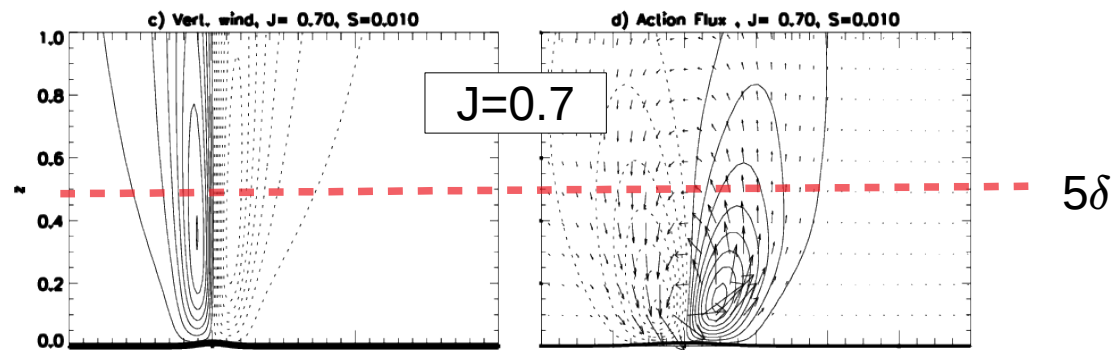 c) Vert. wind, J= 0.70, S=0.010
d) Action Flux , J= 0.70, S=0.010
1.0
0.8
0.6
0.4
0.2
0.0
z
J=0.7
5δ